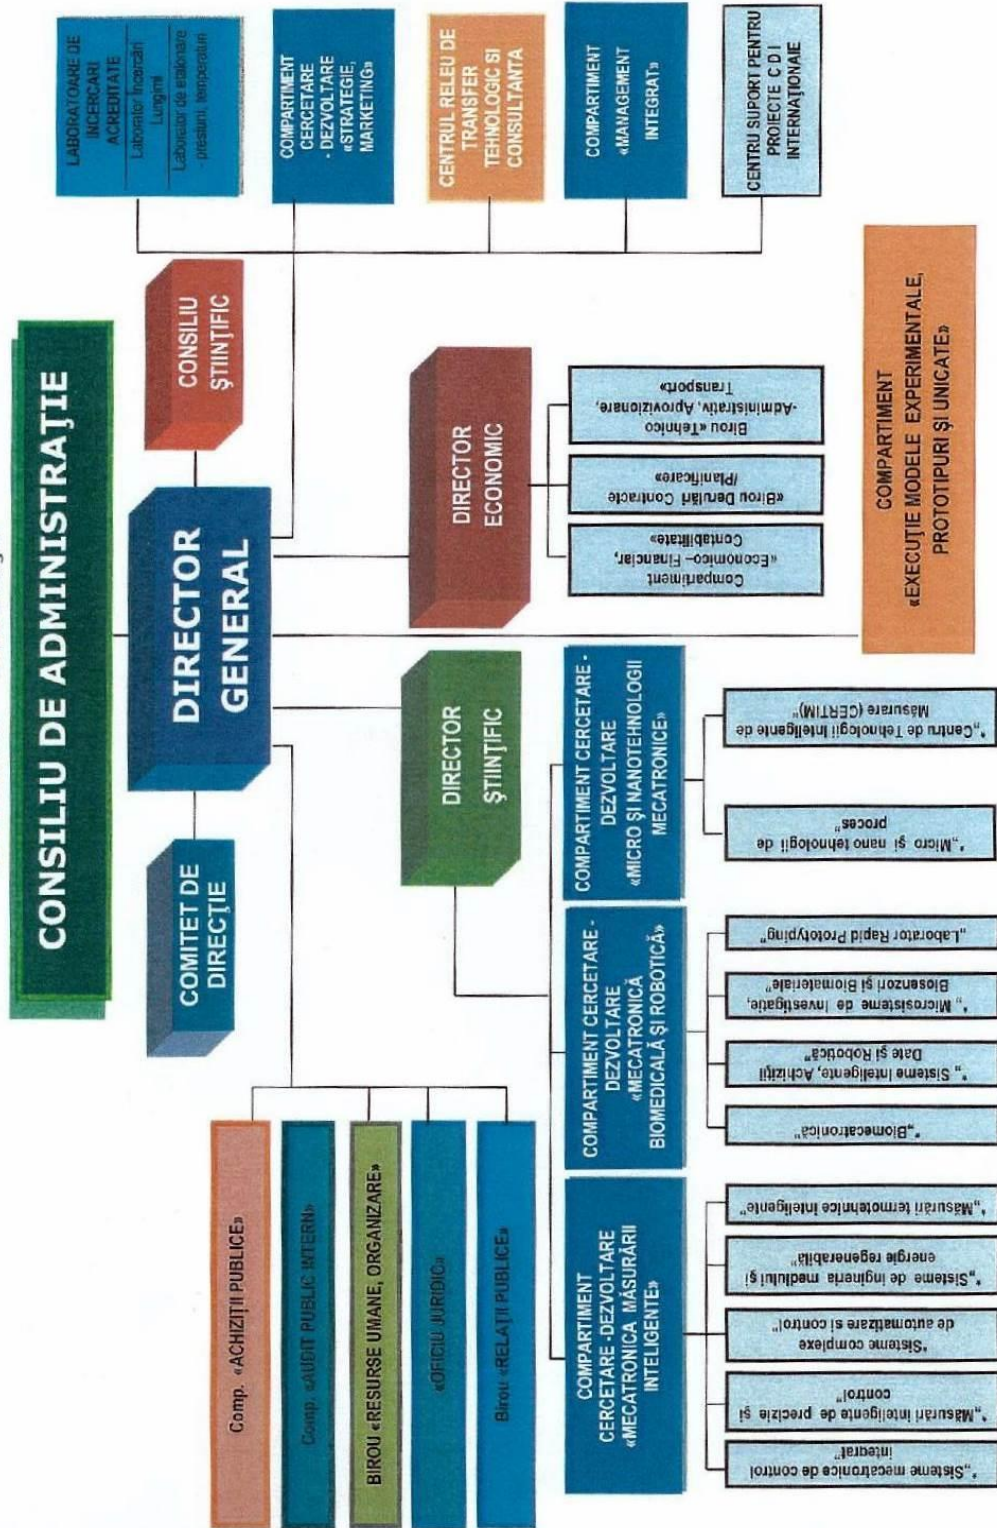 CONSILIU DE ADMINISTRAȚIE
COMITET DE
DIRECȚIE
DIRECTOR
GENERAL
CONSILIU
ȘTIINȚIFIC
Comp. «ACHIZIȚII PUBLICE»
Comp. «AUDIT PUBLIC INTERN»
BIROU «RESURSE UMANE, ORGANIZARE»
«OFICIU JURIDIC»
Birou «RELAȚII PUBLICE»
LABORATOARE DE
INCERCARI
ACREDITATE
Laborator Incercări
Lungimi
Laborator de etalonare
- presiuni, temperaturi
COMPARTIMENT
CERCETARE
- DEZVOLTARE
«STRATEGIE,
MARKETING»
CENTRUL RELEU DE
TRANSFER
TEHNOLOGIC SI
CONSULTANTA
COMPARTIMENT
«MANAGEMENT
INTEGRAT»
CENTRU SUPORT PENTRU
PROIECTE C D I
INTERNAȚIONAE
DIRECTOR
ȘTIINȚIFIC
DIRECTOR
ECONOMIC
COMPARTIMENT
CERCETARE -DEZVOLTARE
«MECATRONICA MĂSURĂRII
INTELIGENTE»
COMPARTIMENT CERCETARE -
DEZVOLTARE
«MECATRONICĂ
BIOMEDICALĂ ȘI ROBOTICĂ»
COMPARTIMENT CERCETARE -
DEZVOLTARE
«MICRO ȘI NANOTEHNOLOGII
MECATRONICE»
Compartiment
«Economico– Financiar,
Contabilitate»
«Birou Derulări Contracte
/Planificare»
Birou «Tehnico
-Administrativ, Aprovizionare,
Transport»
*„Sisteme mecatronice de control
integrat"
*„Măsurări inteligente de precizie și
control"
*Sisteme complexe
de automatizare si control"
*„Sisteme de ingineria mediului și
energie regenerabilă"
*„Măsurări termotehnice inteligente"
*„Biomecatronică"
*„ Sisteme Inteligente, Achiziții
Date și Robotică"
*„ Microsisteme de Investigatie,
Biosenzori și Biomateriale"
„Laborator Rapid Prototyping"
*„Micro și nano tehnologii de
proces"
*„Centru de Tehnologii Inteligente de
Măsurare (CERTIM)"
COMPARTIMENT
«EXECUȚIE MODELE EXPERIMENTALE,
PROTOTIPURI ȘI UNICATE»